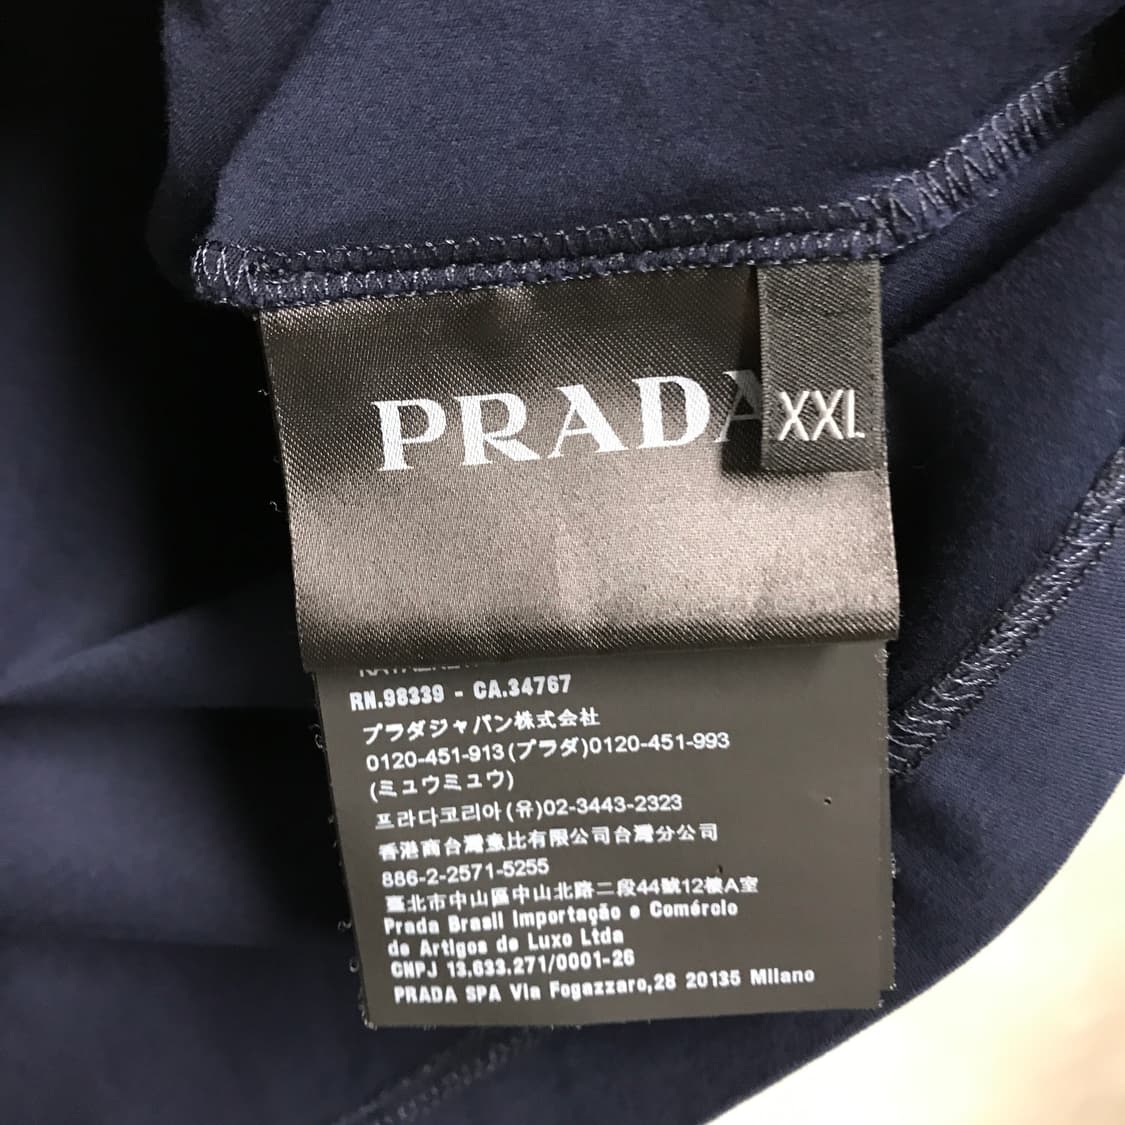 PRADA
XXL
RN.98339 - CA.34767
プラダジャパン株式会社
0120-451-913(プラダ)0120-451-993
(ミュウミュウ)
프라다코리아(유)02-3443-2323
香港商台灣意比有限公司台灣分公司
886-2-2571-5255
臺北市中山區中山北路二段44號12樓A室
Prada Brasil Importação e Comércio
de Artigos de Luxo Ltda
CNPJ 13.633.271/0001-26
PRADA SPA Via Fogazzaro,28 20135 Milano